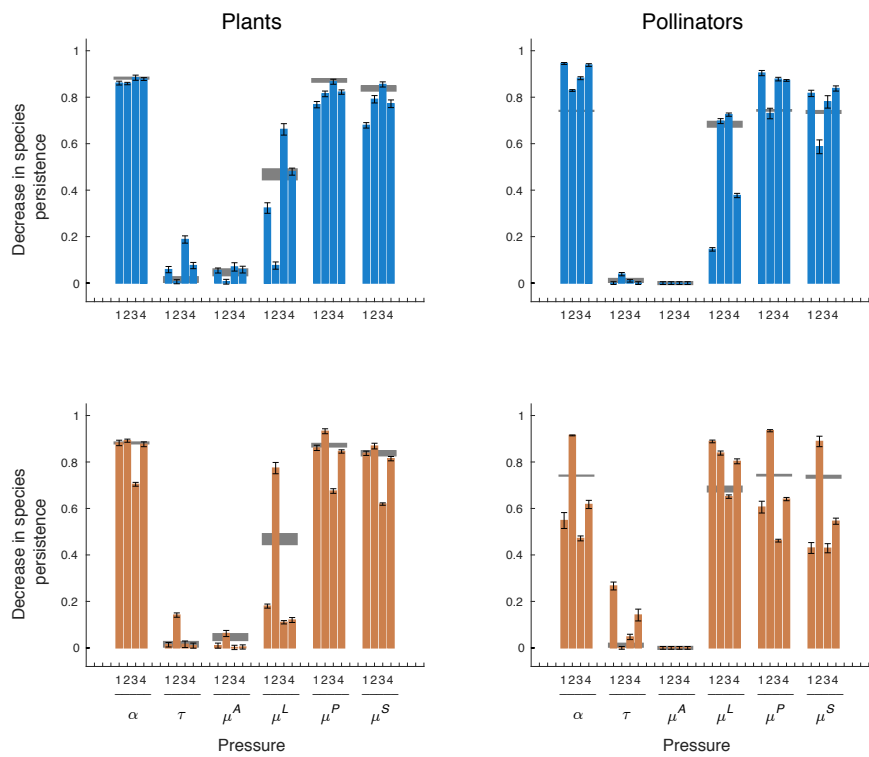 Plants Pollinators
1 1
0.8 0.8
0.6 0.6
0.4 0.4
0.2 0.2
0 0
Decrease in species
persistence
1234 1234 1234 1234 1234 1234 1234 1234 1234 1234 1234 1234
1 1
0.8 0.8
0.6 0.6
0.4 0.4
0.2 0.2
0 0
Decrease in species
persistence
1234 1234 1234 1234 1234 1234 1234 1234 1234 1234 1234 1234
α τ μ^A μ^L μ^P μ^S α τ μ^A μ^L μ^P μ^S
Pressure Pressure